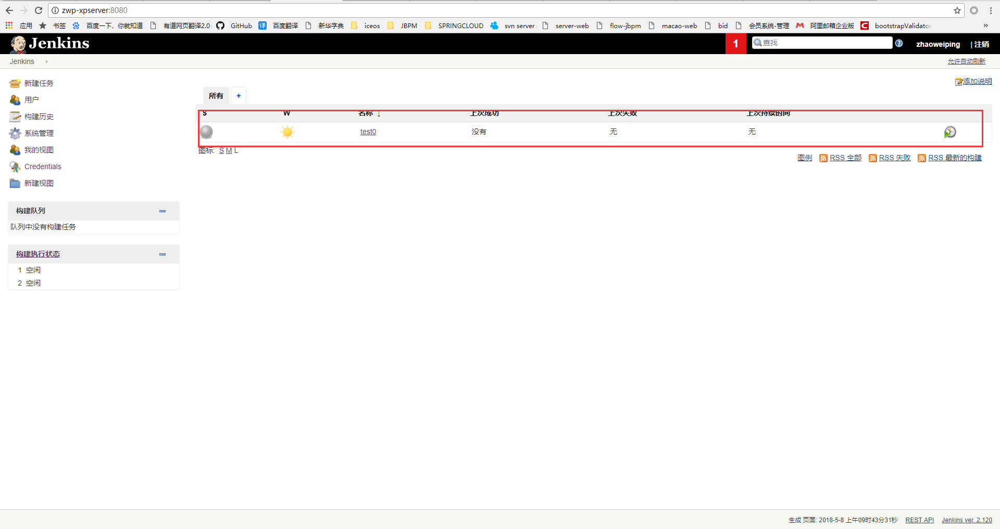 zwp-xpserver:8080
应用 书签 百度一下，你就知道 有道网页翻译2.0 GitHub 百度翻译 新华字典 iceos JBPM SPRINGCLOUD svn server server-web flow-jbpm macao-web bid 会员系统-管理 阿里邮箱企业版 bootstrapValidator »
Jenkins 1 查找 zhaoweiping | 注销
Jenkins 允许自动刷新
添加说明
新建任务
用户
构建历史
系统管理
我的视图
Credentials
新建视图
构建队列
队列中没有构建任务
构建执行状态
1 空闲
2 空闲
所有 +
S W 名称 ↓ 上次成功 上次失败 上次持续时间
test0 没有 无 无
图标: S M L
图例 RSS 全部 RSS 失败 RSS 最新的构建
生成 页面: 2018-5-8 上午09时43分31秒 REST API Jenkins ver. 2.120